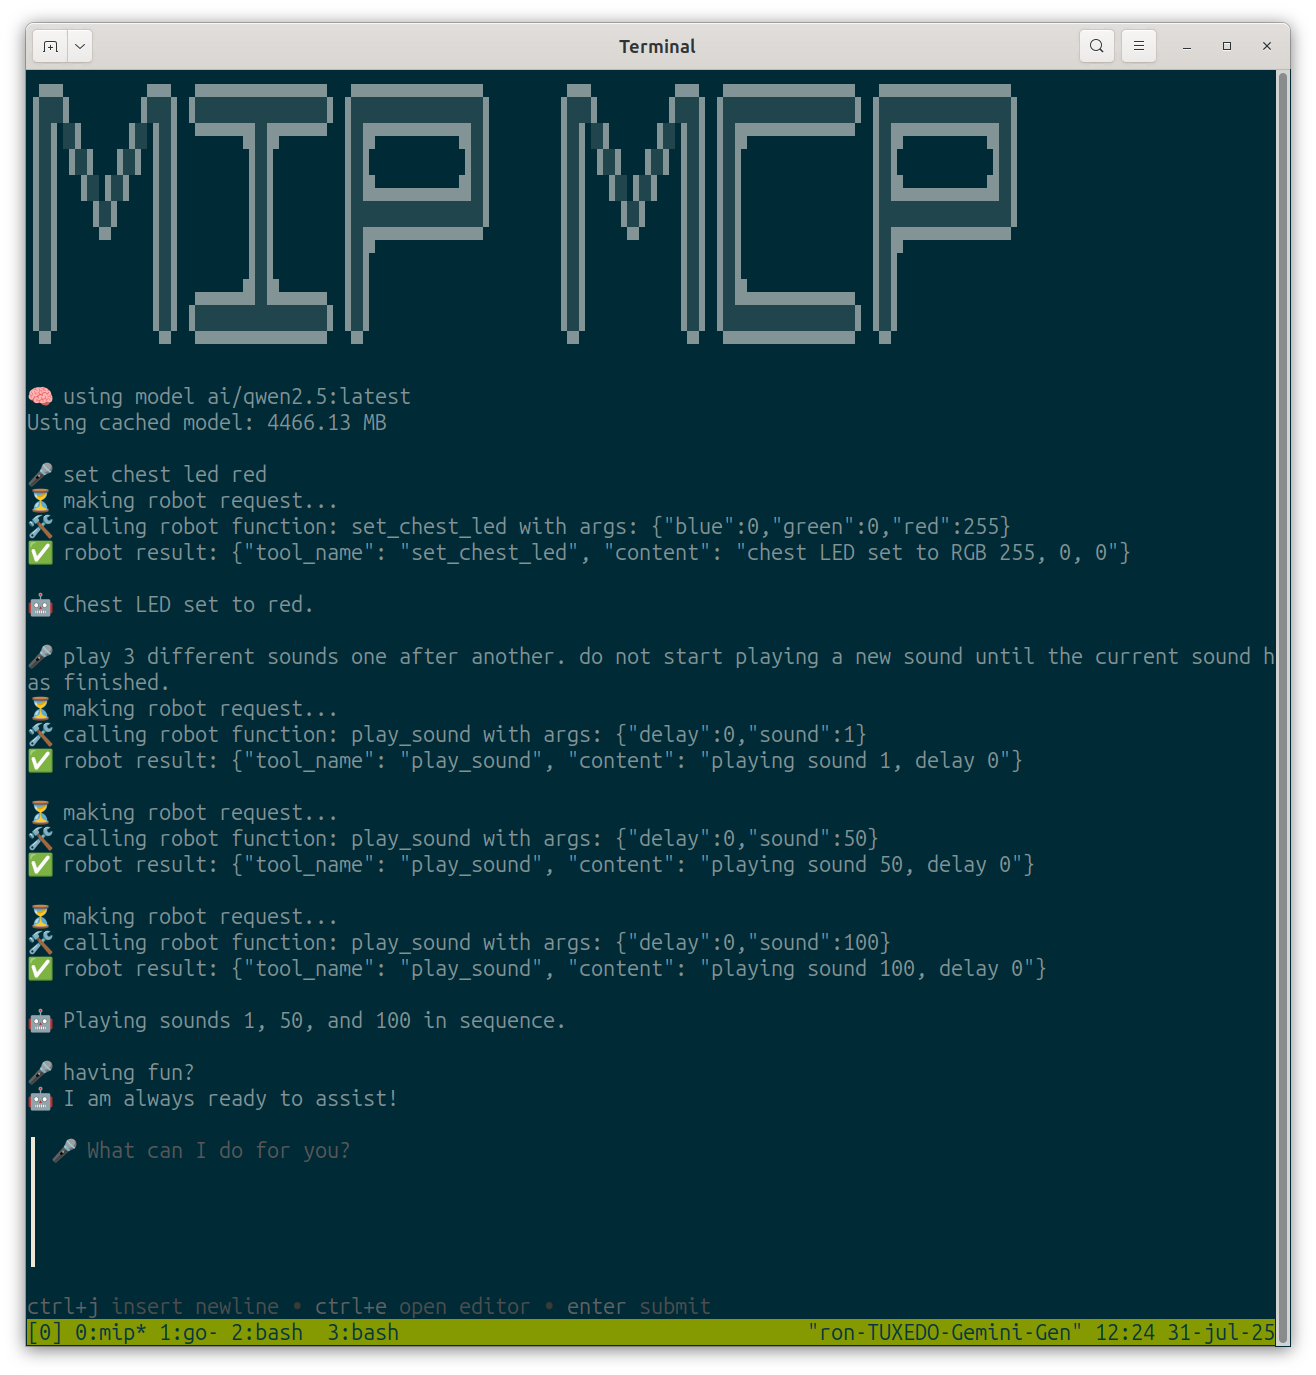 Terminal
MIP MCP
🧠 using model ai/qwen2.5:latest
Using cached model: 4466.13 MB
🎤 set chest led red
⏳ making robot request...
🛠 calling robot function: set_chest_led with args: {"blue":0,"green":0,"red":255}
✅ robot result: {"tool_name": "set_chest_led", "content": "chest LED set to RGB 255, 0, 0"}
🤖 Chest LED set to red.
🎤 play 3 different sounds one after another. do not start playing a new sound until the current sound h
as finished.
⏳ making robot request...
🛠 calling robot function: play_sound with args: {"delay":0,"sound":1}
✅ robot result: {"tool_name": "play_sound", "content": "playing sound 1, delay 0"}
⏳ making robot request...
🛠 calling robot function: play_sound with args: {"delay":0,"sound":50}
✅ robot result: {"tool_name": "play_sound", "content": "playing sound 50, delay 0"}
⏳ making robot request...
🛠 calling robot function: play_sound with args: {"delay":0,"sound":100}
✅ robot result: {"tool_name": "play_sound", "content": "playing sound 100, delay 0"}
🤖 Playing sounds 1, 50, and 100 in sequence.
🎤 having fun?
🤖 I am always ready to assist!
🎤 What can I do for you?
ctrl+j insert newline • ctrl+e open editor • enter submit
[0] 0:mip* 1:go- 2:bash  3:bash "ron-TUXEDO-Gemini-Gen" 12:24 31-jul-25